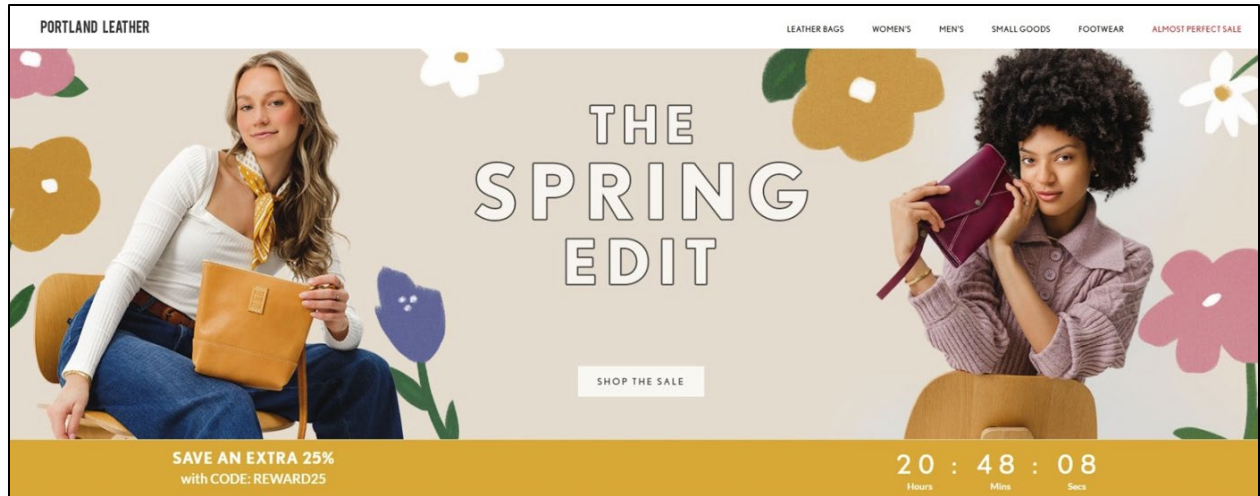 PORTLAND LEATHER
LEATHER BAGS WOMEN'S MEN'S SMALL GOODS FOOTWEAR ALMOST PERFECT SALE
THE
SPRING
EDIT
SHOP THE SALE
SAVE AN EXTRA 25%
with CODE: REWARD25
20 : 48 : 08
Hours Mins Secs